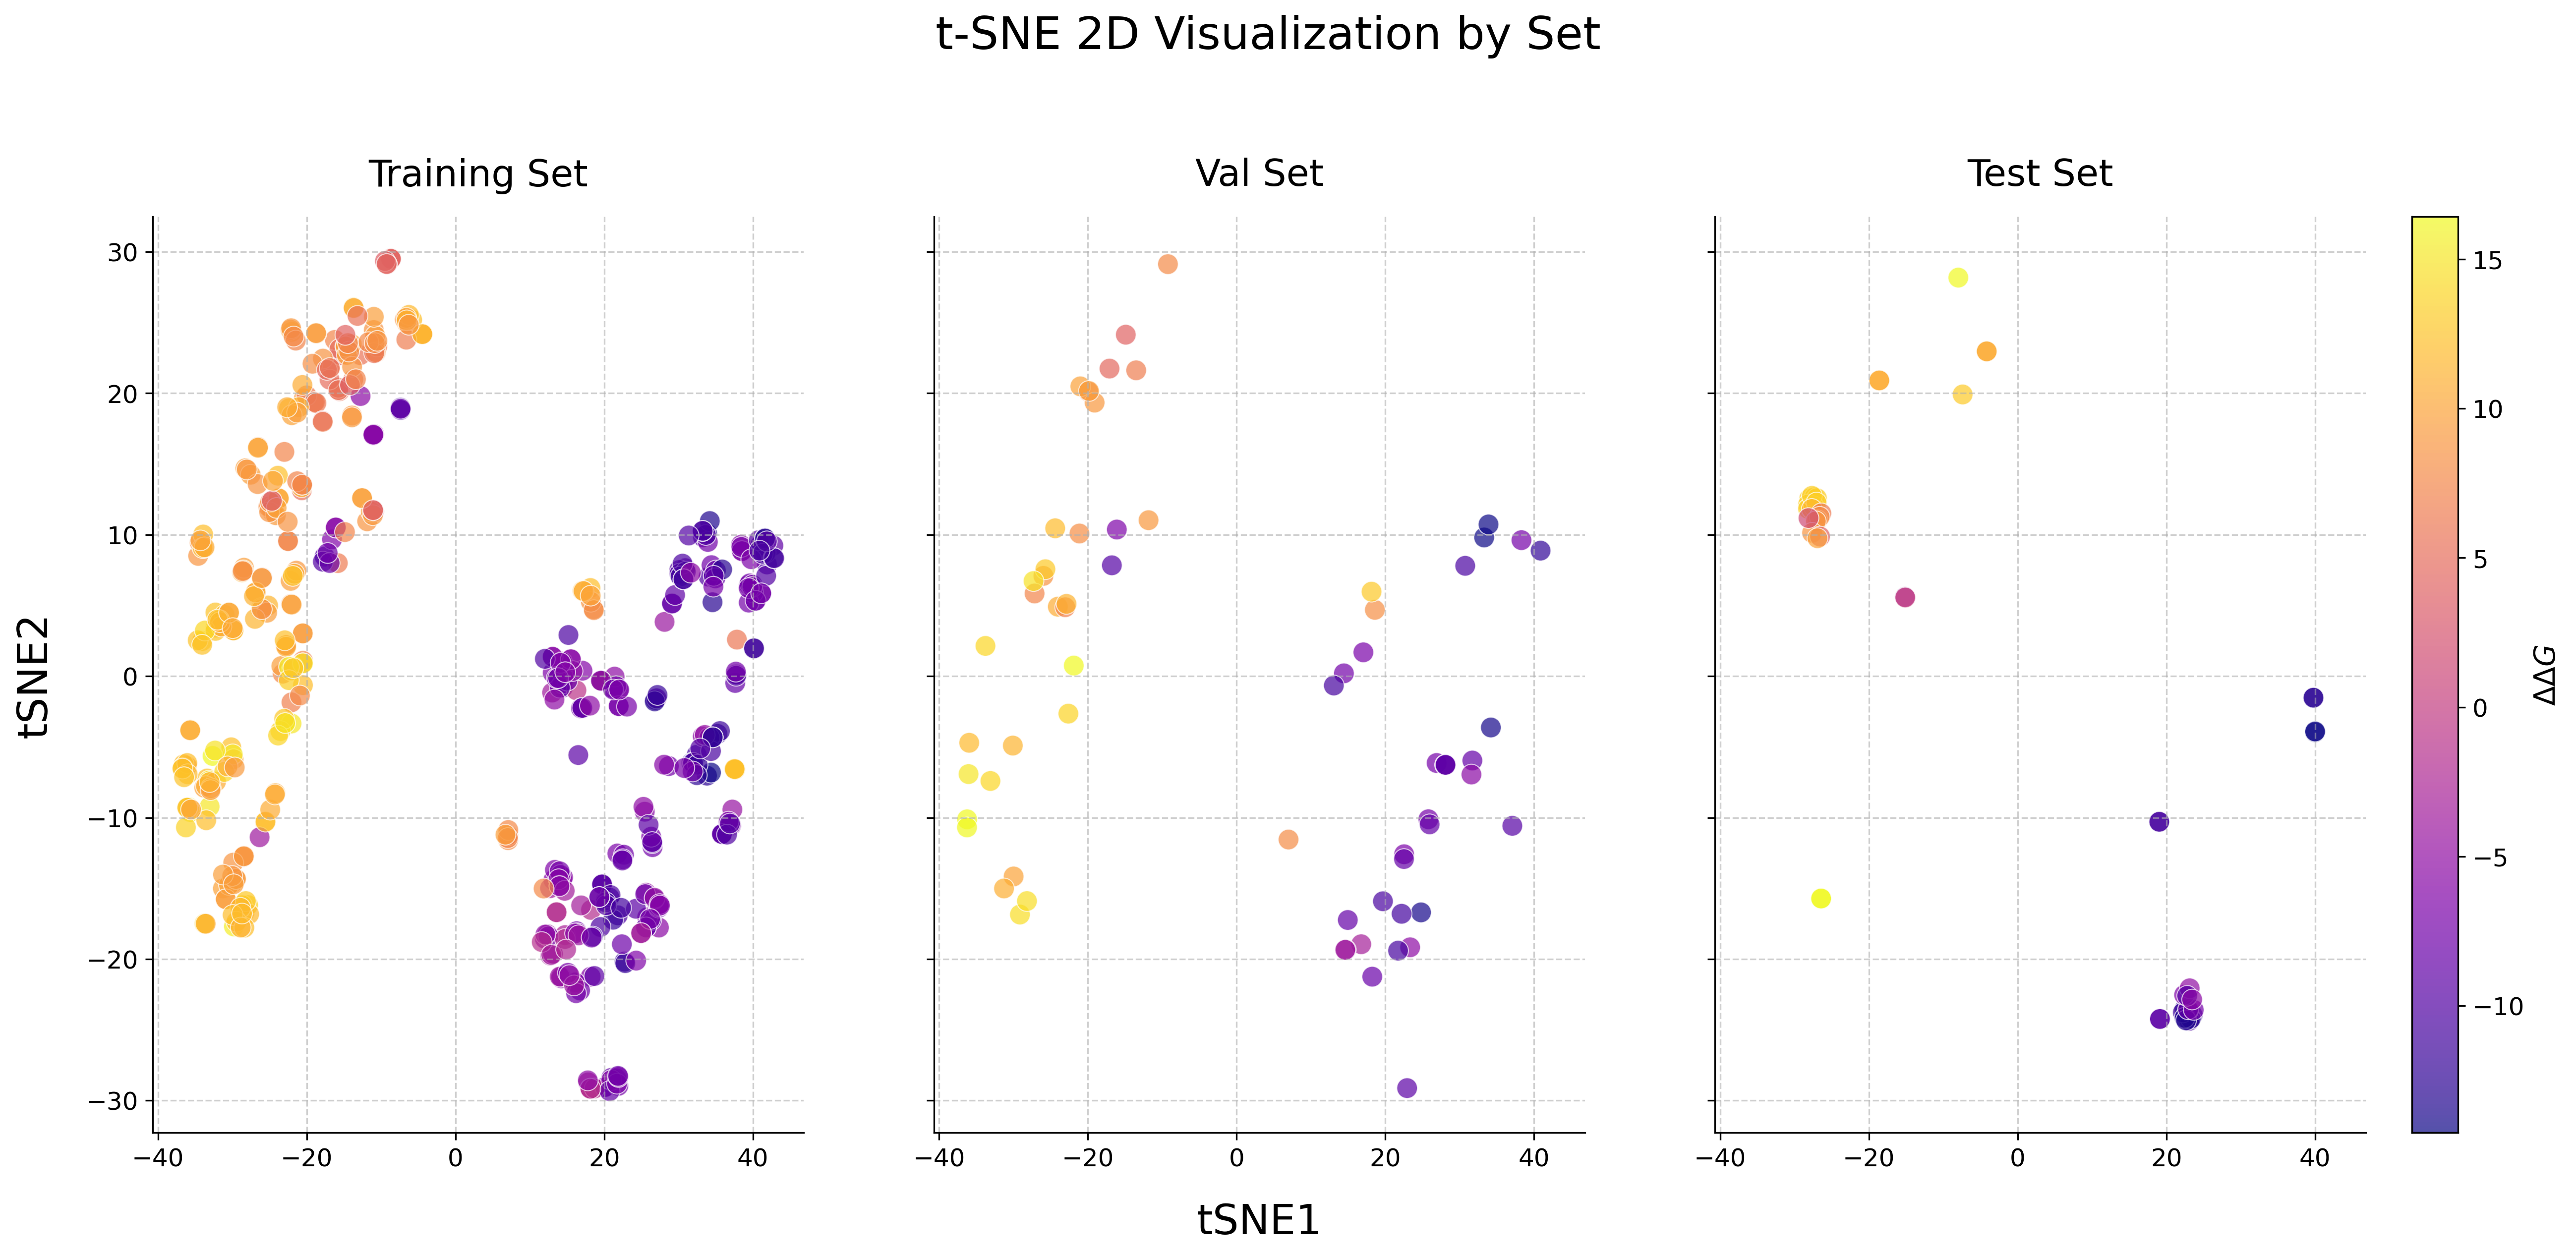 t-SNE 2D Visualization by Set
Training Set
Val Set
Test Set
30
20
10
0
−10
−20
−30
tSNE2
−40 −20 0 20 40
−40 −20 0 20 40
−40 −20 0 20 40
tSNE1
15
10
5
0
−5
−10
ΔΔG